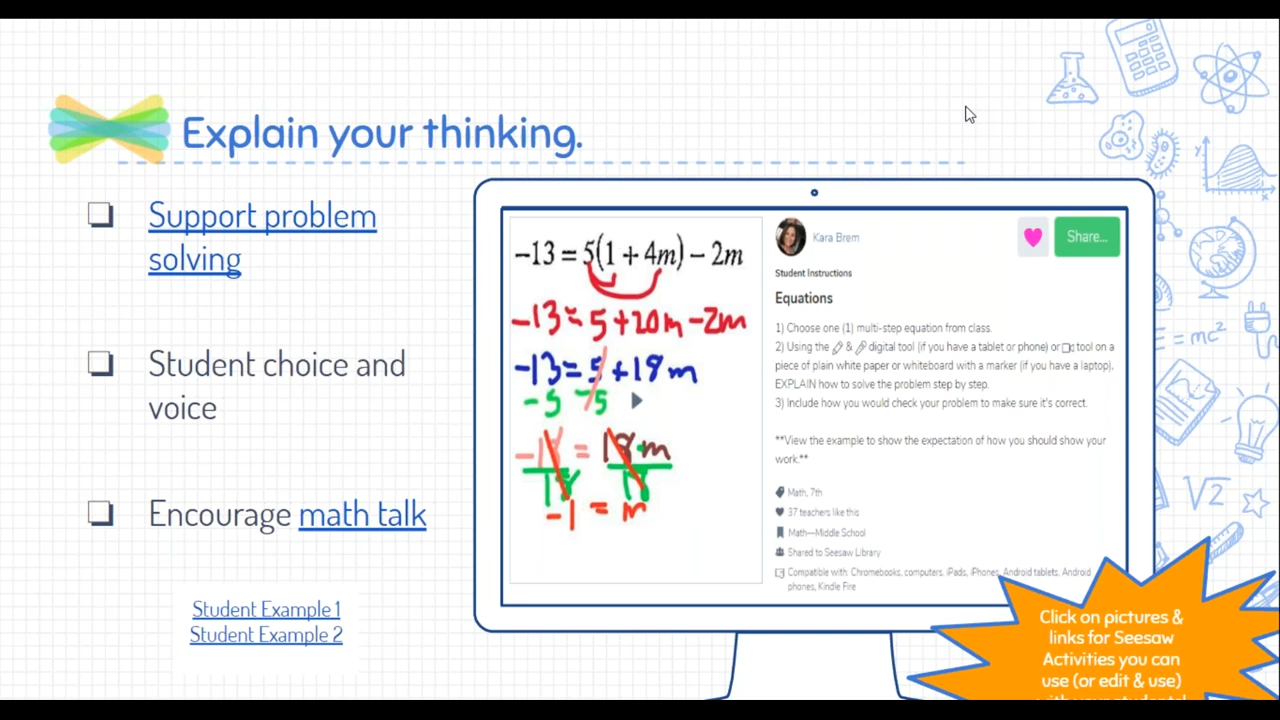 Explain your thinking.
❏ Support problem
solving
❏ Student choice and
voice
❏ Encourage math talk
Student Example 1
Student Example 2
−13 = 5(1 + 4m) − 2m
-13 = 5 + 20m - 2m
-13 = 5 + 18m
-5 -5
-18 = 18m
18 18
-1 = m
Kara Brem
Share...
Student Instructions
Equations
1) Choose one (1) multi-step equation from class.
2) Using the & digital tool (if you have a tablet or phone) or tool on a
piece of plain white paper or whiteboard with a marker (if you have a laptop),
EXPLAIN how to solve the problem step by step.
3) Include how you would check your problem to make sure it's correct.
**View the example to show the expectation of how you should show your
work.**
Math, 7th
37 teachers like this
Math—Middle School
Shared to Seesaw Library
Compatible with: Chromebooks, computers, iPads, iPhones, Android tablets, Android
phones, Kindle Fire
Click on pictures &
links for Seesaw
Activities you can
use (or edit & use)
with your students!
y
x
= mc²
√2